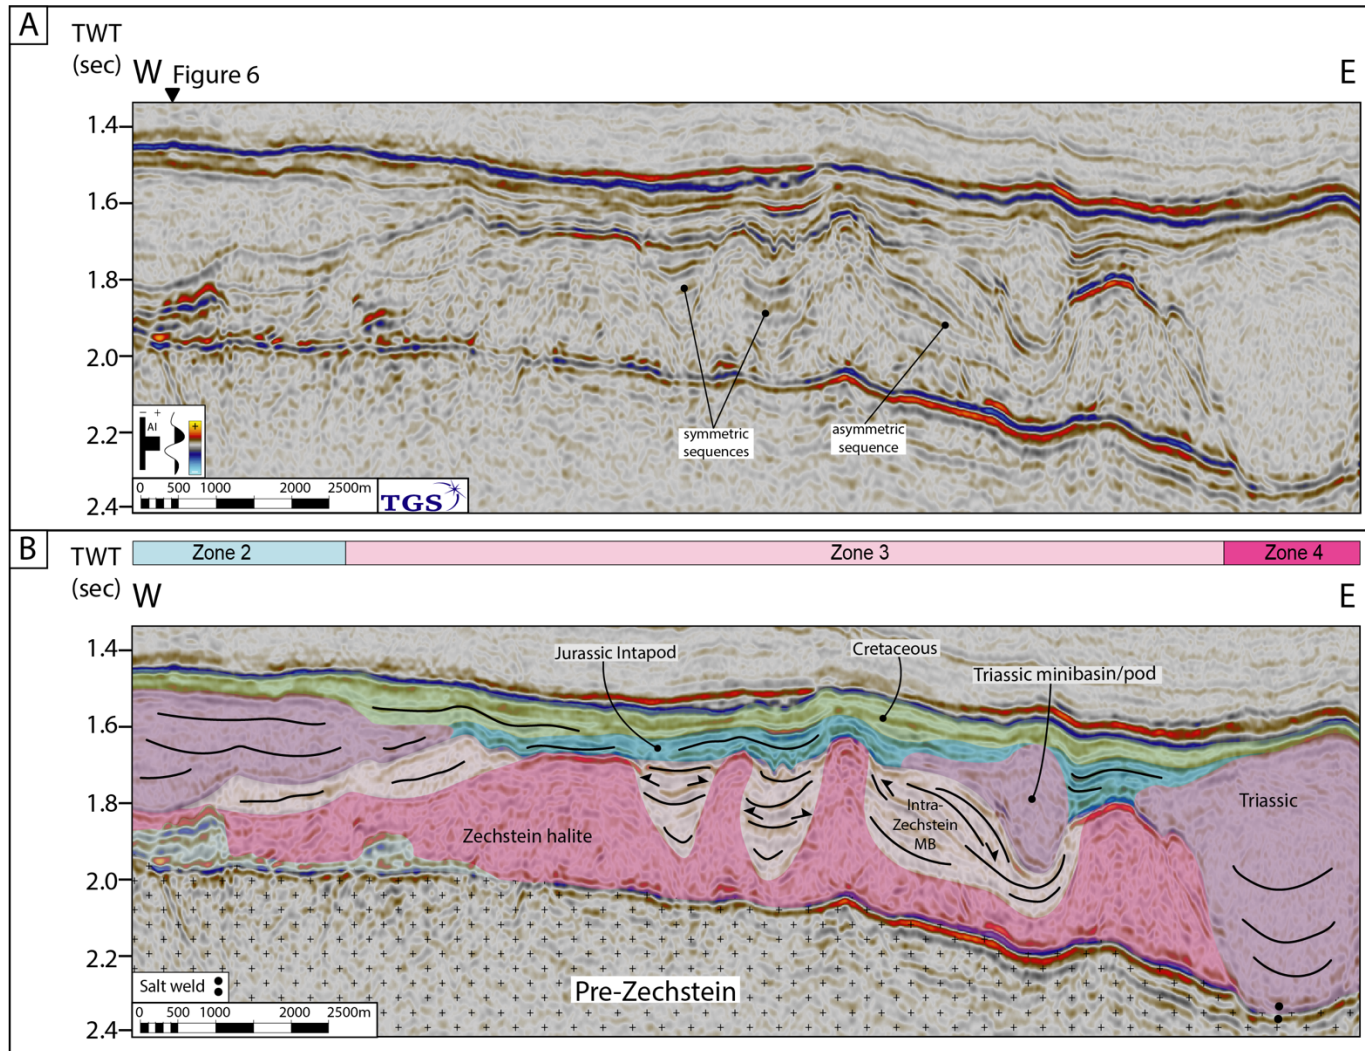 A
TWT
(sec)
W
Figure 6
E
1.4
1.6
1.8
2.0
2.2
2.4
symmetric
sequences
asymmetric
sequence
− +
AI
+
−
0 500 1000 2000 2500m
TGS
B
TWT
(sec)
Zone 2
Zone 3
Zone 4
W
E
1.4
1.6
1.8
2.0
2.2
2.4
Jurassic Intapod
Cretaceous
Triassic minibasin/pod
Zechstein halite
Intra-
Zechstein
MB
Triassic
Pre-Zechstein
Salt weld
0 500 1000 2000 2500m